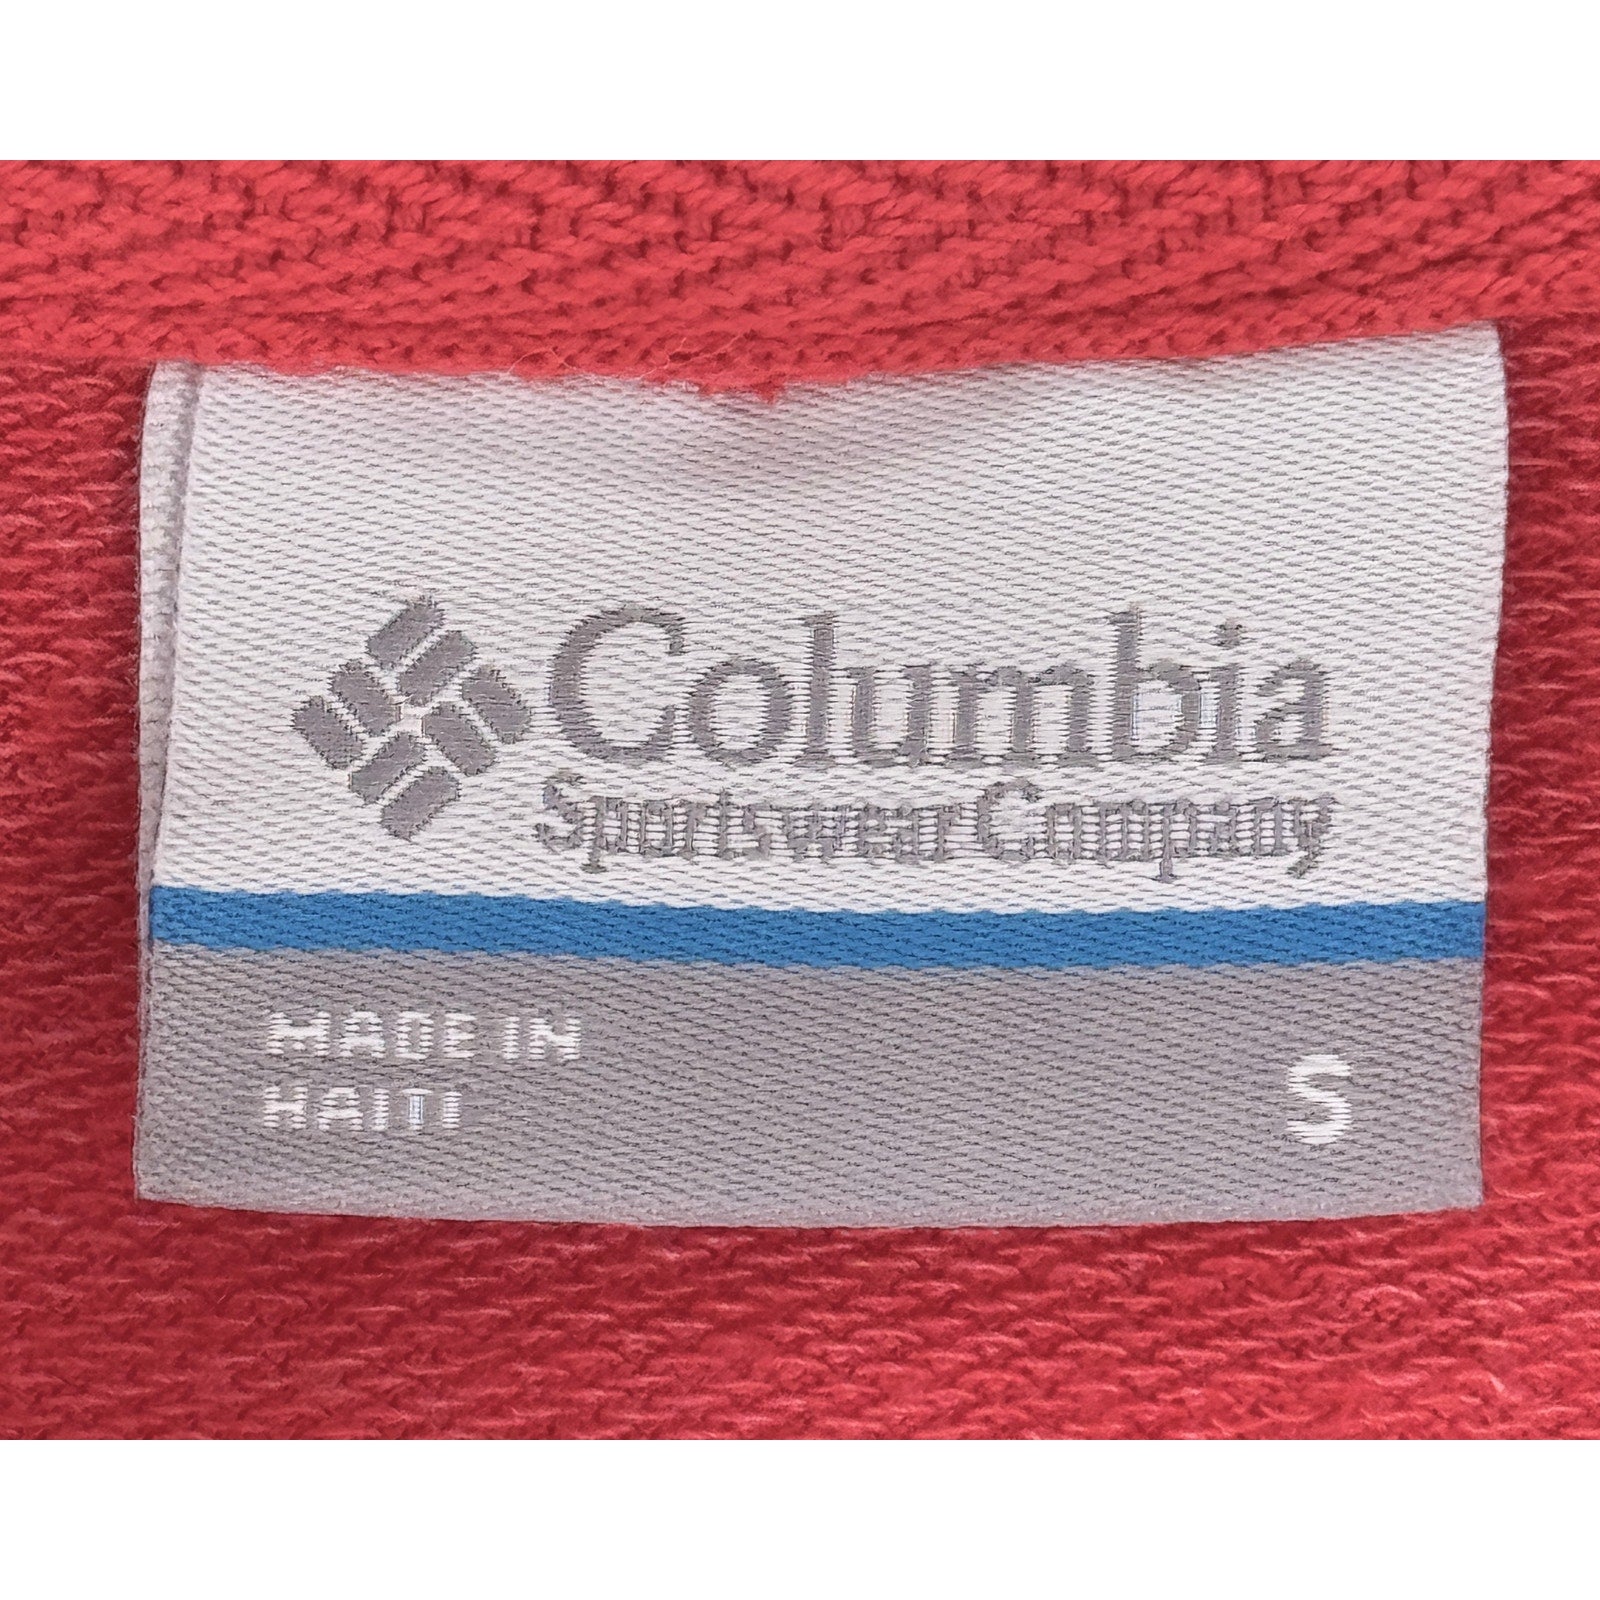 Columbia
Sportswear Company
MADE IN
HAITI
S